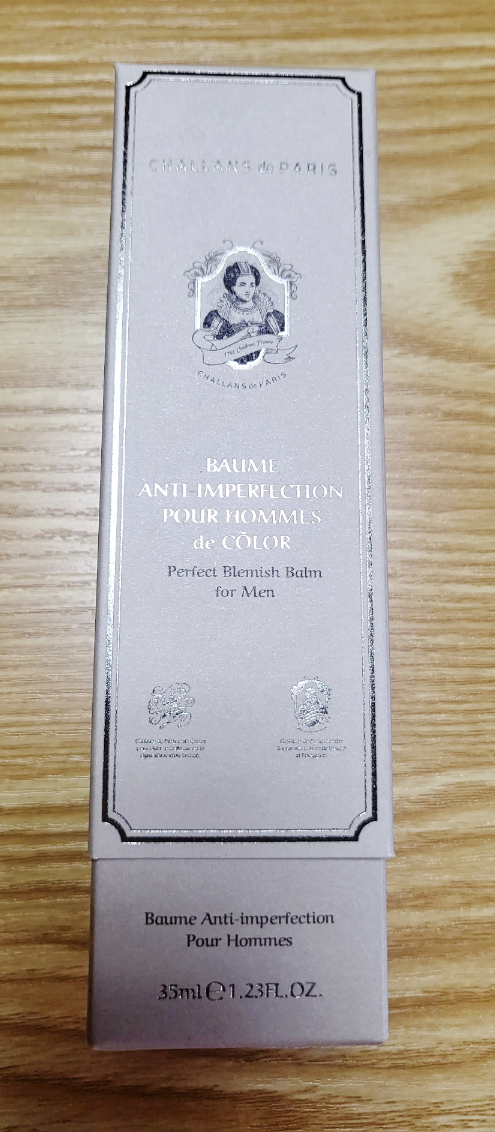 CHALLANS de PARIS
CHALLANS de PARIS
BAUME
ANTI-IMPERFECTION
POUR HOMMES
de CŎLOR
Perfect Blemish Balm
for Men
Baume Anti-imperfection
Pour Hommes
35ml ℮ 1.23FL.OZ.